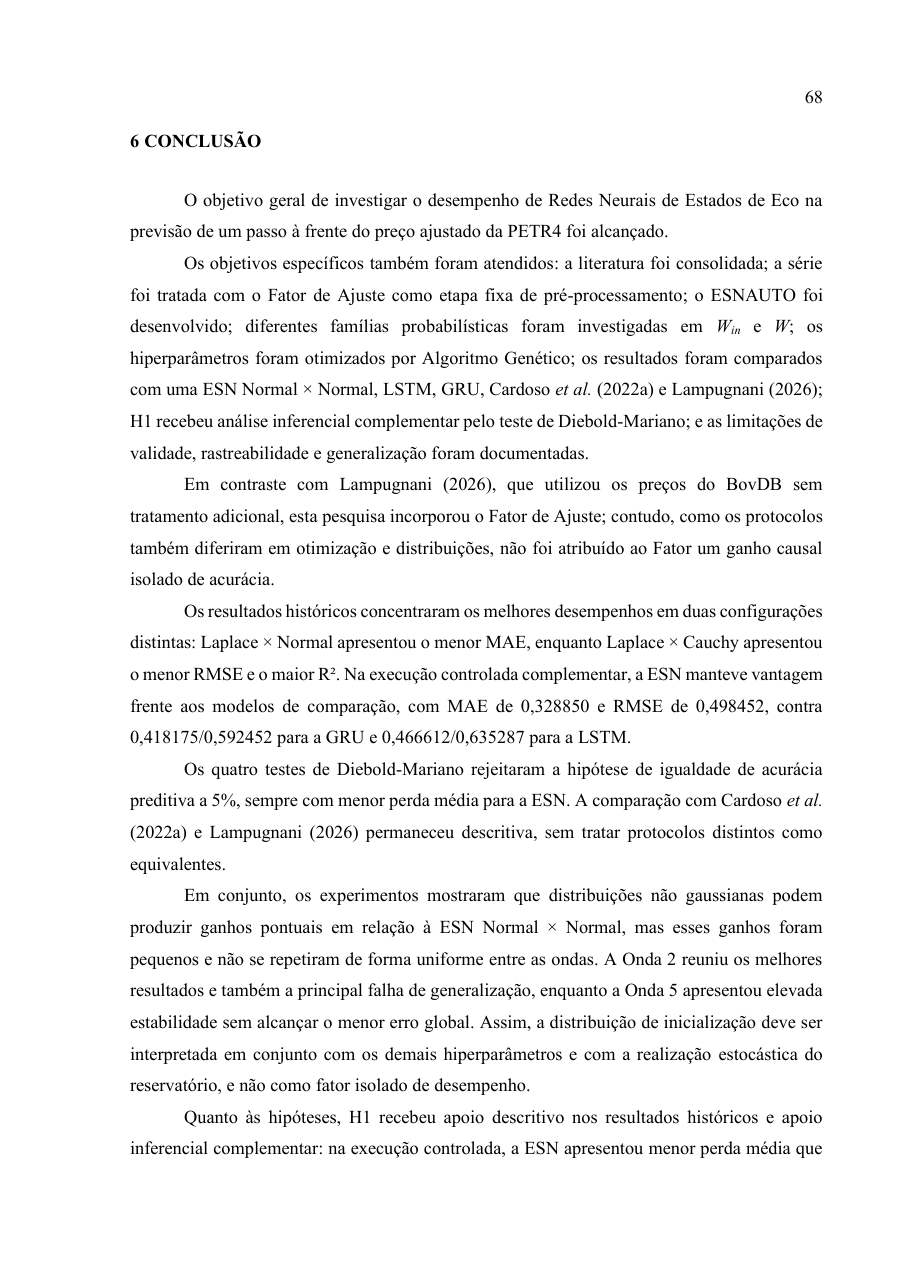 68
6 CONCLUSÃO
O objetivo geral de investigar o desempenho de Redes Neurais de Estados de Eco na
previsão de um passo à frente do preço ajustado da PETR4 foi alcançado.
Os objetivos específicos também foram atendidos: a literatura foi consolidada; a série
foi tratada com o Fator de Ajuste como etapa fixa de pré-processamento; o ESNAUTO foi
desenvolvido; diferentes famílias probabilísticas foram investigadas em Win e W; os
hiperparâmetros foram otimizados por Algoritmo Genético; os resultados foram comparados
com uma ESN Normal × Normal, LSTM, GRU, Cardoso et al. (2022a) e Lampugnani (2026);
H1 recebeu análise inferencial complementar pelo teste de Diebold-Mariano; e as limitações de
validade, rastreabilidade e generalização foram documentadas.
Em contraste com Lampugnani (2026), que utilizou os preços do BovDB sem
tratamento adicional, esta pesquisa incorporou o Fator de Ajuste; contudo, como os protocolos
também diferiram em otimização e distribuições, não foi atribuído ao Fator um ganho causal
isolado de acurácia.
Os resultados históricos concentraram os melhores desempenhos em duas configurações
distintas: Laplace × Normal apresentou o menor MAE, enquanto Laplace × Cauchy apresentou
o menor RMSE e o maior R². Na execução controlada complementar, a ESN manteve vantagem
frente aos modelos de comparação, com MAE de 0,328850 e RMSE de 0,498452, contra
0,418175/0,592452 para a GRU e 0,466612/0,635287 para a LSTM.
Os quatro testes de Diebold-Mariano rejeitaram a hipótese de igualdade de acurácia
preditiva a 5%, sempre com menor perda média para a ESN. A comparação com Cardoso et al.
(2022a) e Lampugnani (2026) permaneceu descritiva, sem tratar protocolos distintos como
equivalentes.
Em conjunto, os experimentos mostraram que distribuições não gaussianas podem
produzir ganhos pontuais em relação à ESN Normal × Normal, mas esses ganhos foram
pequenos e não se repetiram de forma uniforme entre as ondas. A Onda 2 reuniu os melhores
resultados e também a principal falha de generalização, enquanto a Onda 5 apresentou elevada
estabilidade sem alcançar o menor erro global. Assim, a distribuição de inicialização deve ser
interpretada em conjunto com os demais hiperparâmetros e com a realização estocástica do
reservatório, e não como fator isolado de desempenho.
Quanto às hipóteses, H1 recebeu apoio descritivo nos resultados históricos e apoio
inferencial complementar: na execução controlada, a ESN apresentou menor perda média que